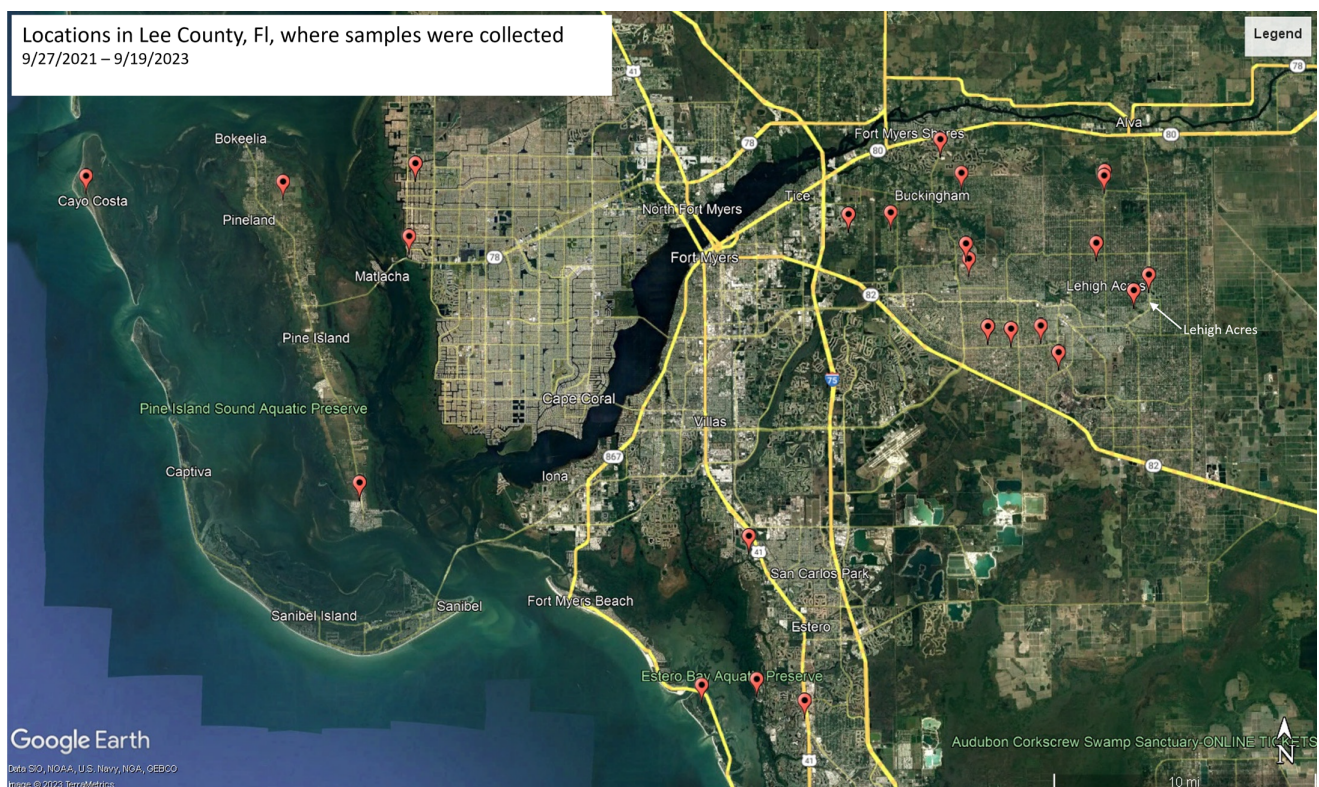 Locations in Lee County, Fl, where samples were collected
9/27/2021 – 9/19/2023
Legend
41
78
Bokeelia
78
Fort Myers Shores
Alva
80
80
Cayo Costa
Pineland
North Fort Myers
Tice
Buckingham
Matlacha
78
Fort Myers
82
Lehigh Acres
Lehigh Acres
Pine Island
75
Pine Island Sound Aquatic Preserve
Cape Coral
Villas
Captiva
Iona
867
82
41
San Carlos Park
Sanibel Island
Sanibel
Fort Myers Beach
Estero
Estero Bay Aquatic Preserve
Google Earth
Audubon Corkscrew Swamp Sanctuary-ONLINE TICKETS
N
41
Data SIO, NOAA, U.S. Navy, NGA, GEBCO
Image © 2023 TerraMetrics
10 mi